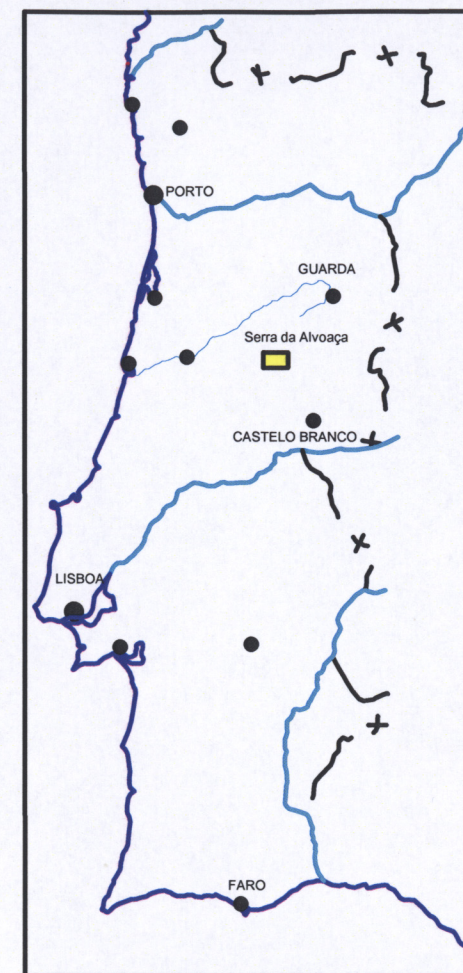 PORTO
GUARDA
Serra da Alvoaça
CASTELO BRANCO
LISBOA
FARO